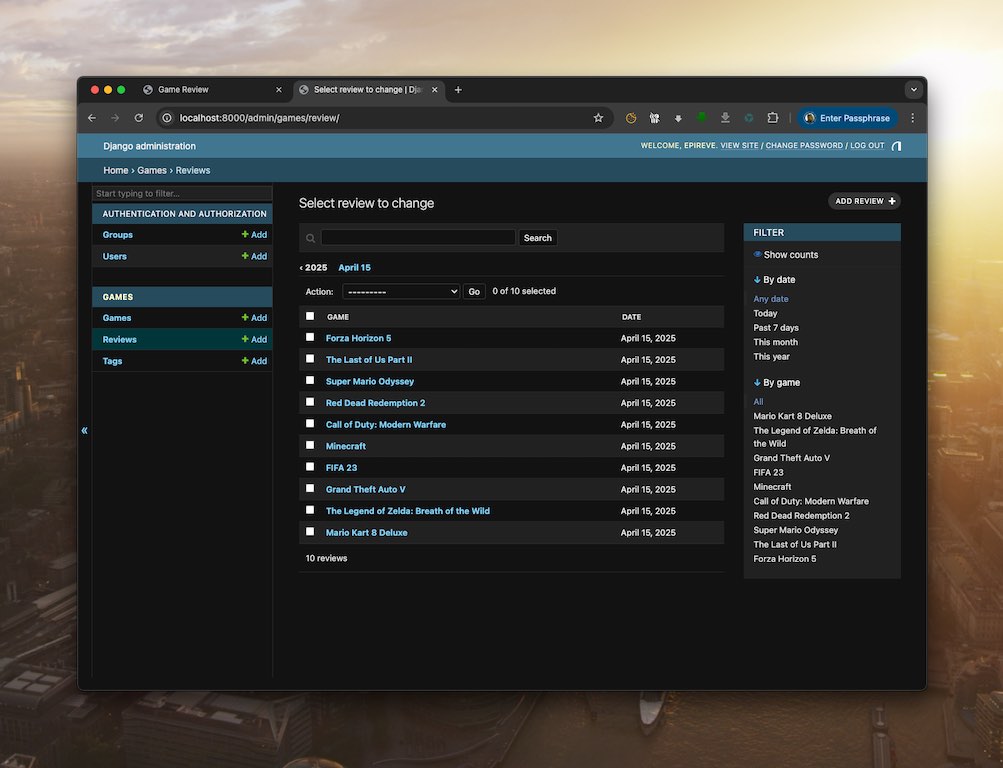 Game Review
Select review to change | Dja
localhost:8000/admin/games/review/
Enter Passphrase
Django administration
WELCOME, EPIREVE. VIEW SITE / CHANGE PASSWORD / LOG OUT
Home › Games › Reviews
Start typing to filter...
AUTHENTICATION AND AUTHORIZATION
Groups + Add
Users + Add
GAMES
Games + Add
Reviews + Add
Tags + Add
«
Select review to change
ADD REVIEW +
Search
‹ 2025 April 15
Action: --------- Go 0 of 10 selected
GAME DATE
Forza Horizon 5 April 15, 2025
The Last of Us Part II April 15, 2025
Super Mario Odyssey April 15, 2025
Red Dead Redemption 2 April 15, 2025
Call of Duty: Modern Warfare April 15, 2025
Minecraft April 15, 2025
FIFA 23 April 15, 2025
Grand Theft Auto V April 15, 2025
The Legend of Zelda: Breath of the Wild April 15, 2025
Mario Kart 8 Deluxe April 15, 2025
10 reviews
FILTER
Show counts
↓ By date
Any date
Today
Past 7 days
This month
This year
↓ By game
All
Mario Kart 8 Deluxe
The Legend of Zelda: Breath of
the Wild
Grand Theft Auto V
FIFA 23
Minecraft
Call of Duty: Modern Warfare
Red Dead Redemption 2
Super Mario Odyssey
The Last of Us Part II
Forza Horizon 5